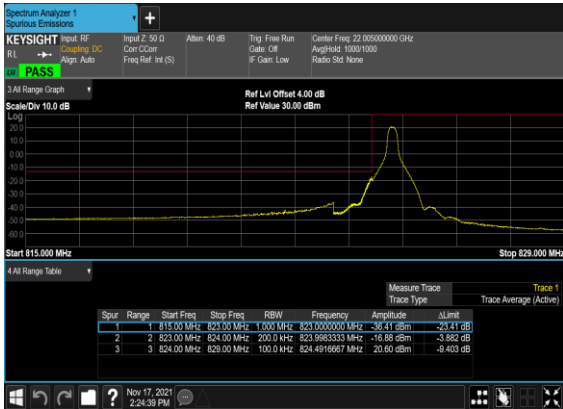 Spectrum Analyzer 1
Spurious Emissions
+
KEYSIGHT Input: RF Input Z: 50 Ω Atten: 40 dB Trig: Free Run Center Freq: 22.005000000 GHz
R L Coupling: DC Corr CCorr Gate: Off Avg|Hold: 1000/1000
Align: Auto Freq Ref: Int (S) IF Gain: Low Radio Std: None
PASS
3 All Range Graph
Ref Lvl Offset 4.00 dB
Scale/Div 10.0 dB Ref Value 30.00 dBm
Log
20.0
10.0
0.00
-10.0
-20.0
-30.0
-40.0
-50.0
-60.0
Start 815.000 MHz Stop 829.000 MHz
4 All Range Table
Measure Trace Trace 1
Trace Type Trace Average (Active)
Spur Range Start Freq Stop Freq RBW Frequency Amplitude ΔLimit
1 1 815.00 MHz 823.00 MHz 1.000 MHz 823.0000000 MHz -36.41 dBm -23.41 dB
2 2 823.00 MHz 824.00 MHz 200.0 kHz 823.9983333 MHz -16.88 dBm -3.882 dB
3 3 824.00 MHz 829.00 MHz 100.0 kHz 824.4916667 MHz 20.60 dBm -9.403 dB
? Nov 17, 2021
2:24:39 PM